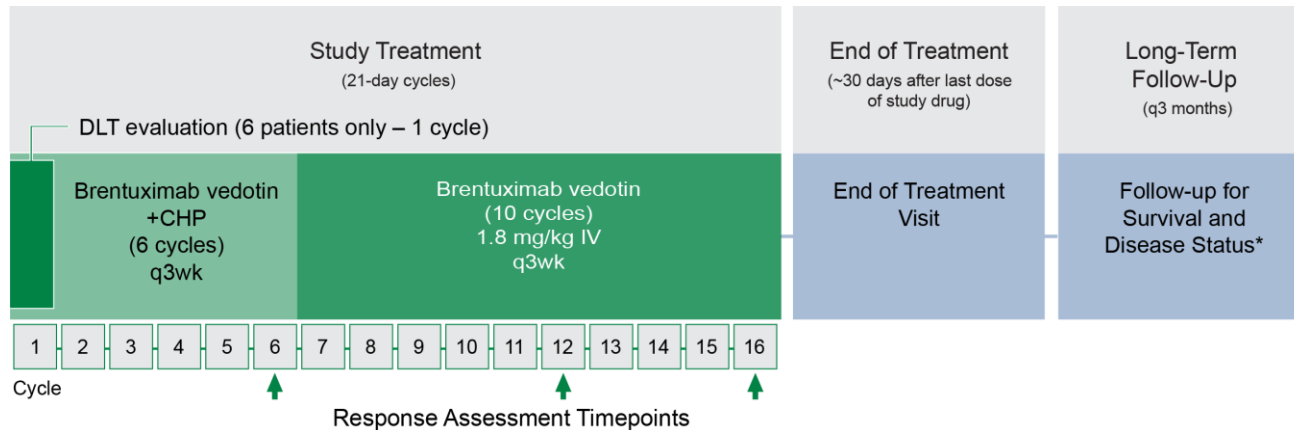 Study Treatment
(21-day cycles)
DLT evaluation (6 patients only – 1 cycle)
End of Treatment
(~30 days after last dose
of study drug)
Long-Term
Follow-Up
(q3 months)
Brentuximab vedotin
+CHP
(6 cycles)
q3wk
Brentuximab vedotin
(10 cycles)
1.8 mg/kg IV
q3wk
End of Treatment
Visit
Follow-up for
Survival and
Disease Status*
1 2 3 4 5 6 7 8 9 10 11 12 13 14 15 16
Cycle
Response Assessment Timepoints